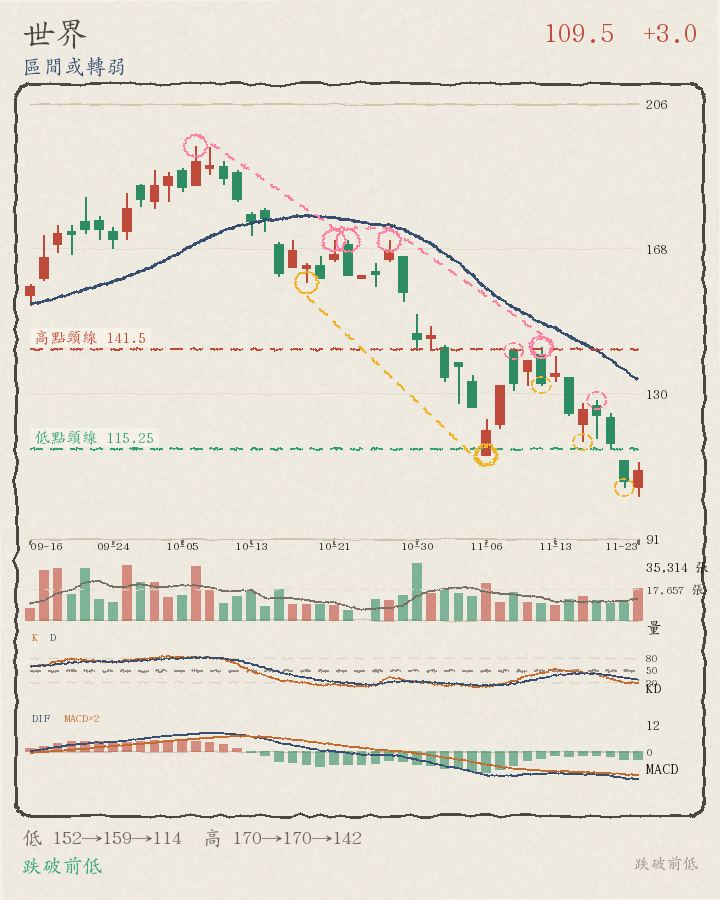 世界 109.5 +3.0
區間或轉弱
206
168
高點頸線 141.5
130
低點頸線 115.25
91
09-16 09-24 10-05 10-13 10-21 10-30 11-06 11-13 11-23
35,314 張
17,657 張
量
K D
80
50
20
KD
DIF MACD×2
12
0
MACD
低 152→159→114 高 170→170→142
跌破前低 跌破前低